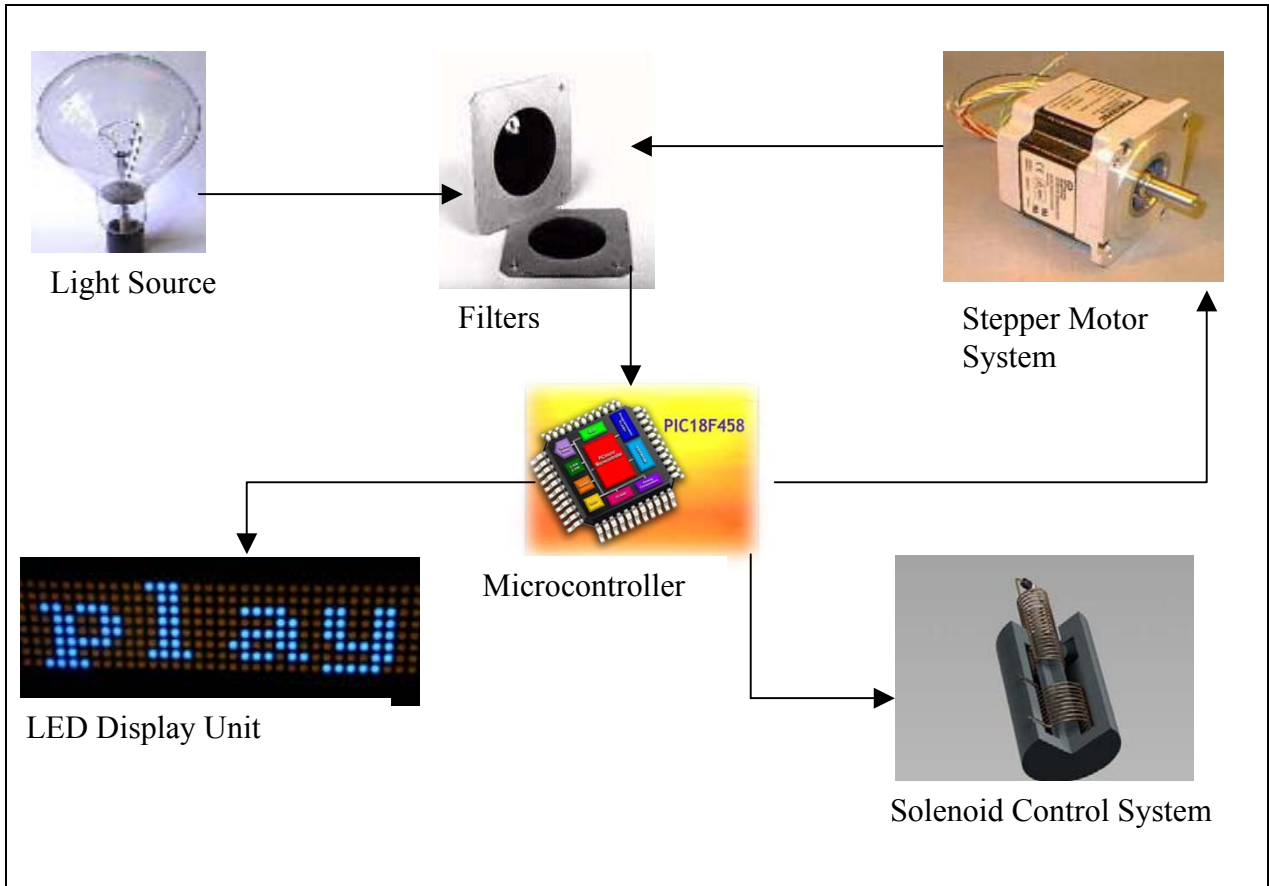 Light Source
Filters
Stepper Motor
System
PIC18F458
Microcontroller
play
LED Display Unit
Solenoid Control System